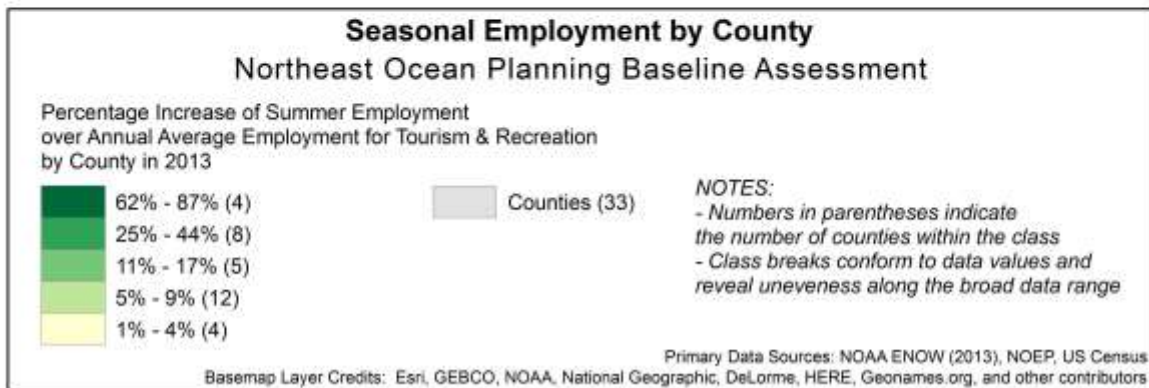 Seasonal Employment by County
Northeast Ocean Planning Baseline Assessment
Percentage Increase of Summer Employment
over Annual Average Employment for Tourism & Recreation
by County in 2013
62% - 87% (4)
25% - 44% (8)
11% - 17% (5)
5% - 9% (12)
1% - 4% (4)
Counties (33)
NOTES:
- Numbers in parentheses indicate
the number of counties within the class
- Class breaks conform to data values and
reveal uneveness along the broad data range
Primary Data Sources: NOAA ENOW (2013), NOEP, US Census
Basemap Layer Credits: Esri, GEBCO, NOAA, National Geographic, DeLorme, HERE, Geonames.org, and other contributors